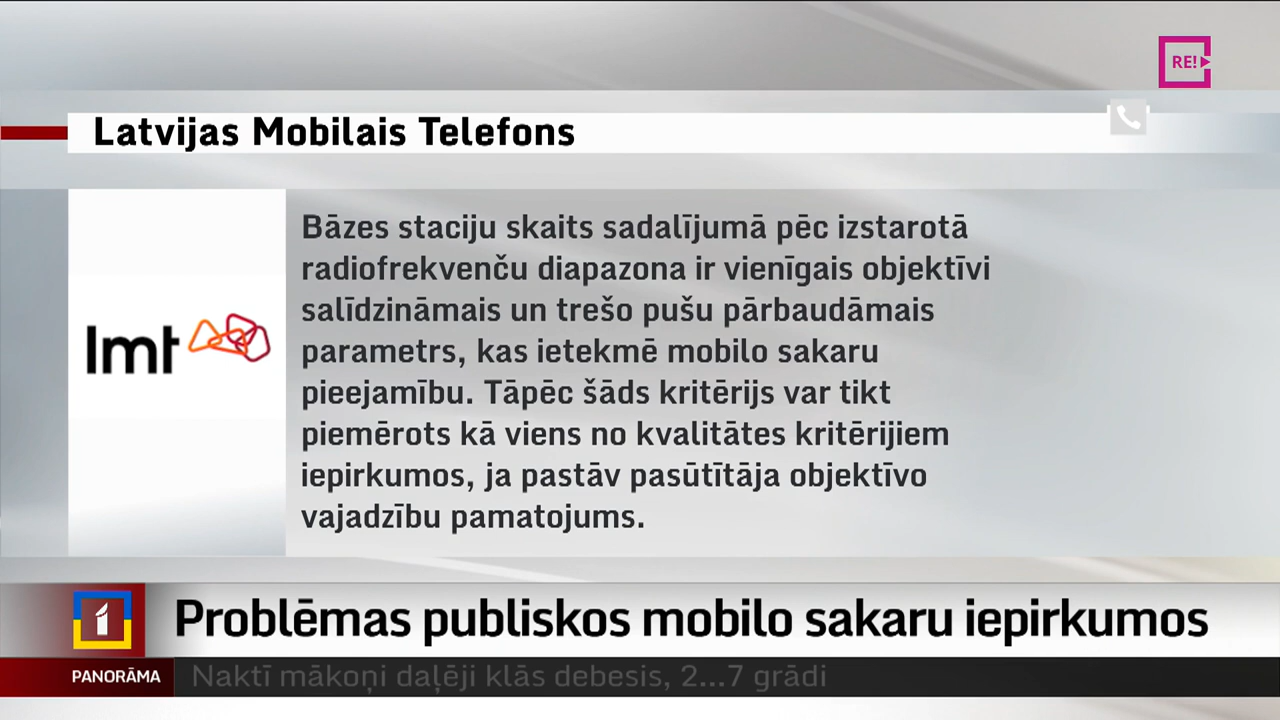 RE!
Latvijas Mobilais Telefons
lmt
Bāzes staciju skaits sadalījumā pēc izstarotā
radiofrekvenču diapazona ir vienīgais objektīvi
salīdzināmais un trešo pušu pārbaudāmais
parametrs, kas ietekmē mobilo sakaru
pieejamību. Tāpēc šāds kritērijs var tikt
piemērots kā viens no kvalitātes kritērijiem
iepirkumos, ja pastāv pasūtītāja objektīvo
vajadzību pamatojums.
1
Problēmas publiskos mobilo sakaru iepirkumos
PANORĀMA
Naktī mākoņi daļēji klās debesis, 2...7 grādi